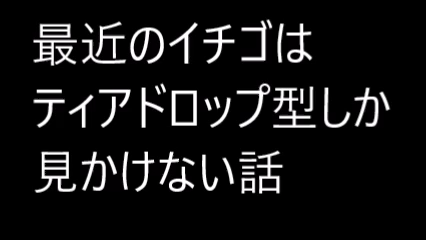 最近のイチゴは
ティアドロップ型しか
見かけない話